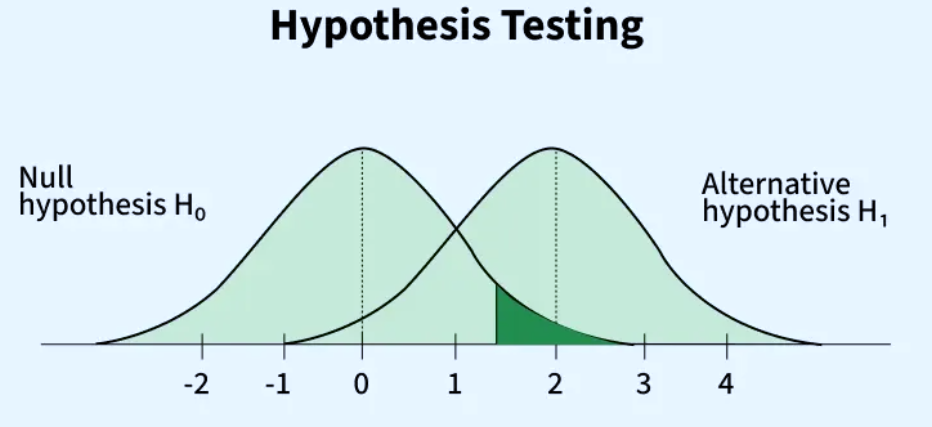 Hypothesis Testing
Null
hypothesis H₀
Alternative
hypothesis H₁
-2 -1 0 1 2 3 4